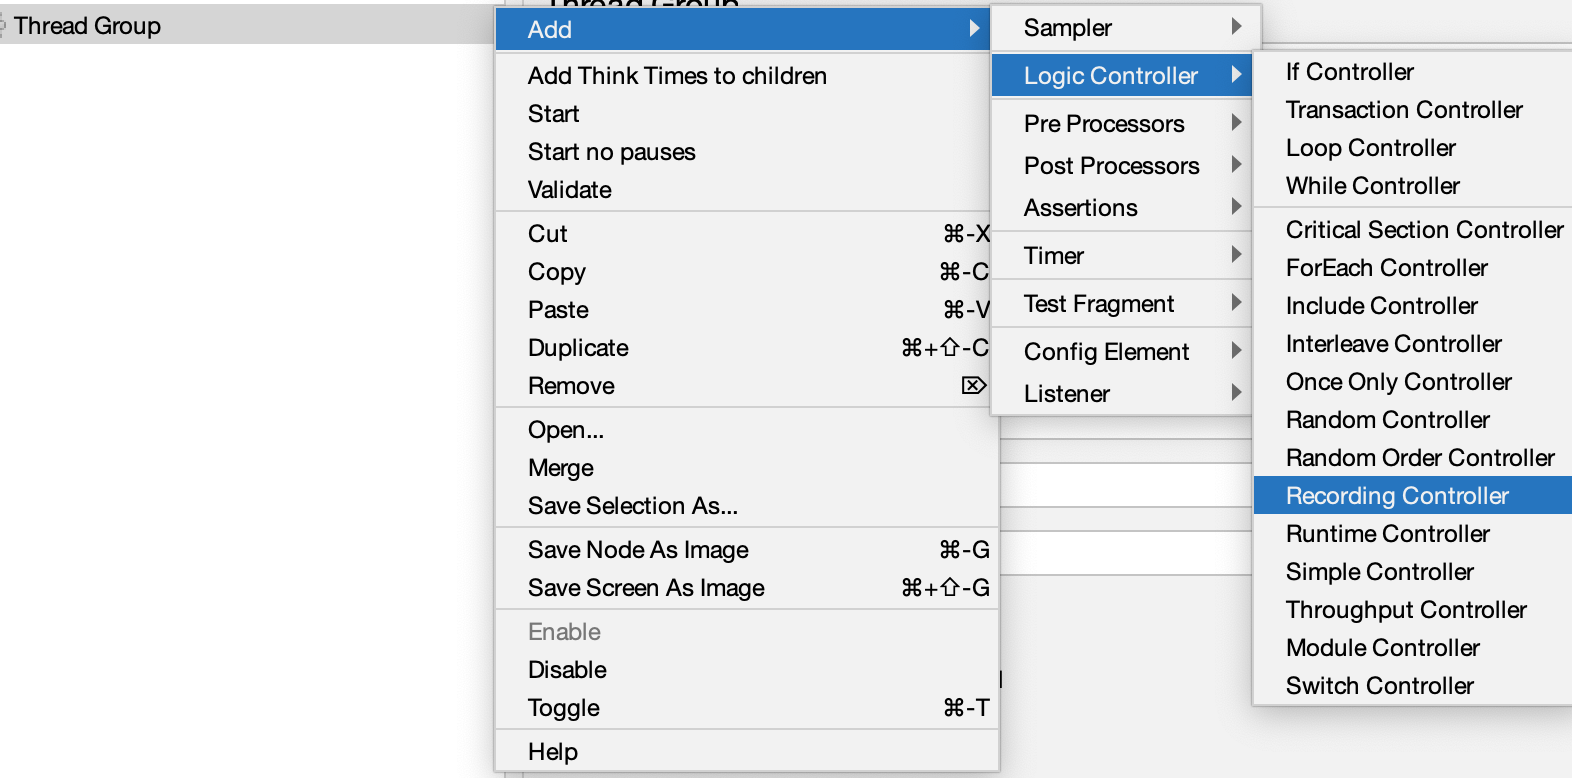 Thread Group
Thread Group
Add
Add Think Times to children
Start
Start no pauses
Validate
Cut ⌘-X
Copy ⌘-C
Paste ⌘-V
Duplicate ⌘+⇧-C
Remove ⌦
Open...
Merge
Save Selection As...
Save Node As Image ⌘-G
Save Screen As Image ⌘+⇧-G
Enable
Disable
Toggle ⌘-T
Help
Sampler
Logic Controller
Pre Processors
Post Processors
Assertions
Timer
Test Fragment
Config Element
Listener
If Controller
Transaction Controller
Loop Controller
While Controller
Critical Section Controller
ForEach Controller
Include Controller
Interleave Controller
Once Only Controller
Random Controller
Random Order Controller
Recording Controller
Runtime Controller
Simple Controller
Throughput Controller
Module Controller
Switch Controller